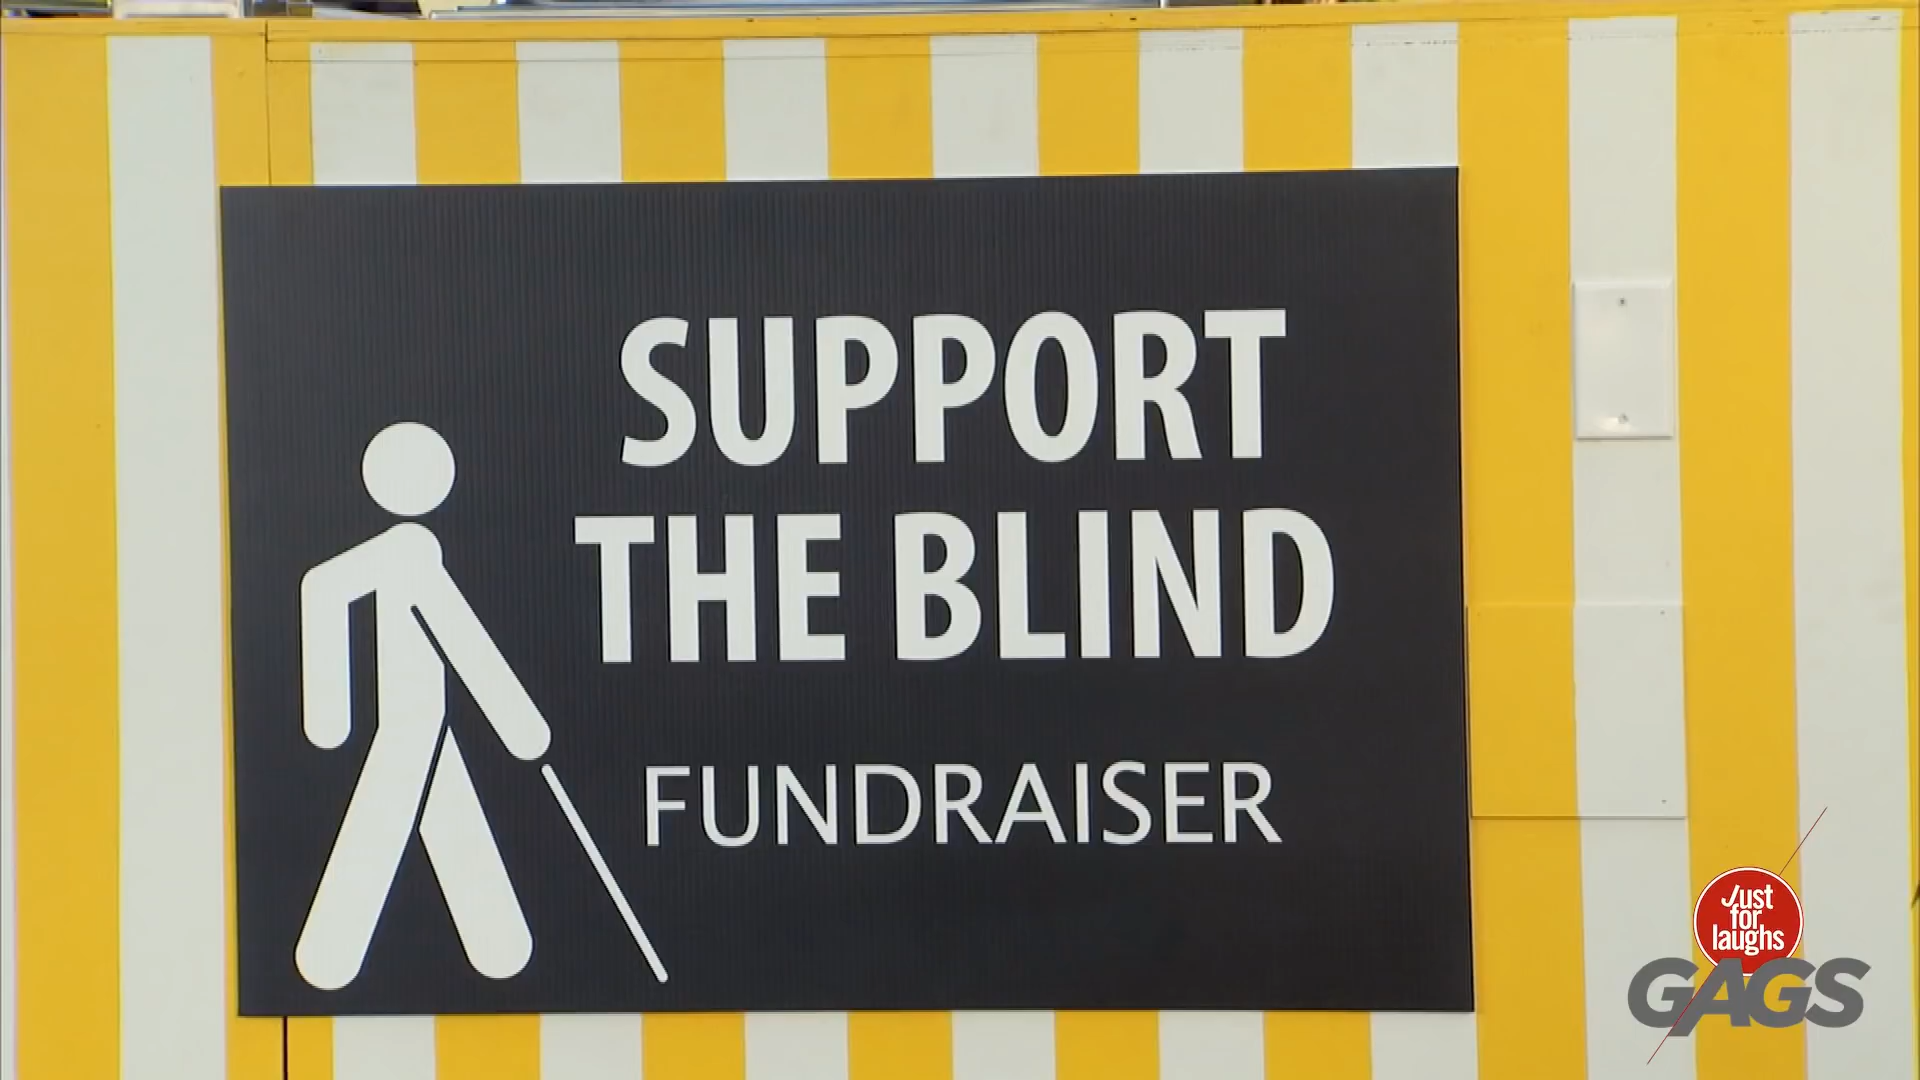 SUPPORT
THE BLIND
FUNDRAISER
Just
for
laughs
GAGS